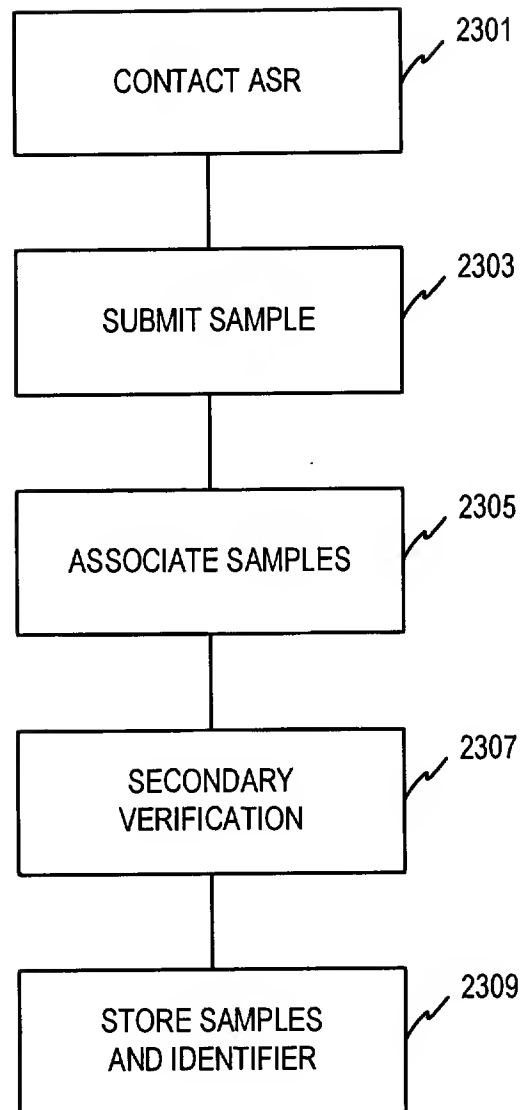 2301
CONTACT ASR
2303
SUBMIT SAMPLE
2305
ASSOCIATE SAMPLES
2307
SECONDARY
VERIFICATION
2309
STORE SAMPLES
AND IDENTIFIER